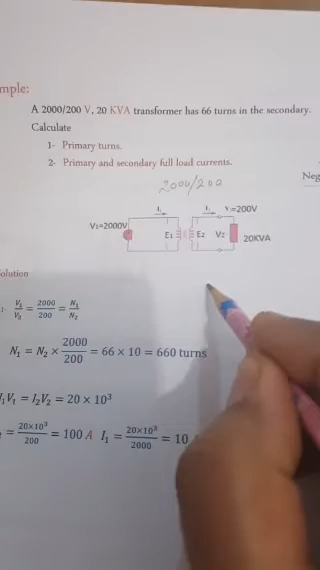 mple:
A 2000/200 V, 20 KVA transformer has 66 turns in the secondary.
Calculate
1- Primary turns.
2- Primary and secondary full load currents.
Neg
2000/200
I₁ I₂ V₂=200V
V₁=2000V E₁ E₂ V₂ 20KVA
olution
1- V₁/V₂ = 2000/200 = N₁/N₂
N₁ = N₂ × 2000/200 = 66 × 10 = 660 turns
I₁V₁ = I₂V₂ = 20 × 10³
= 20×10³/200 = 100 A I₁ = 20×10³/2000 = 10